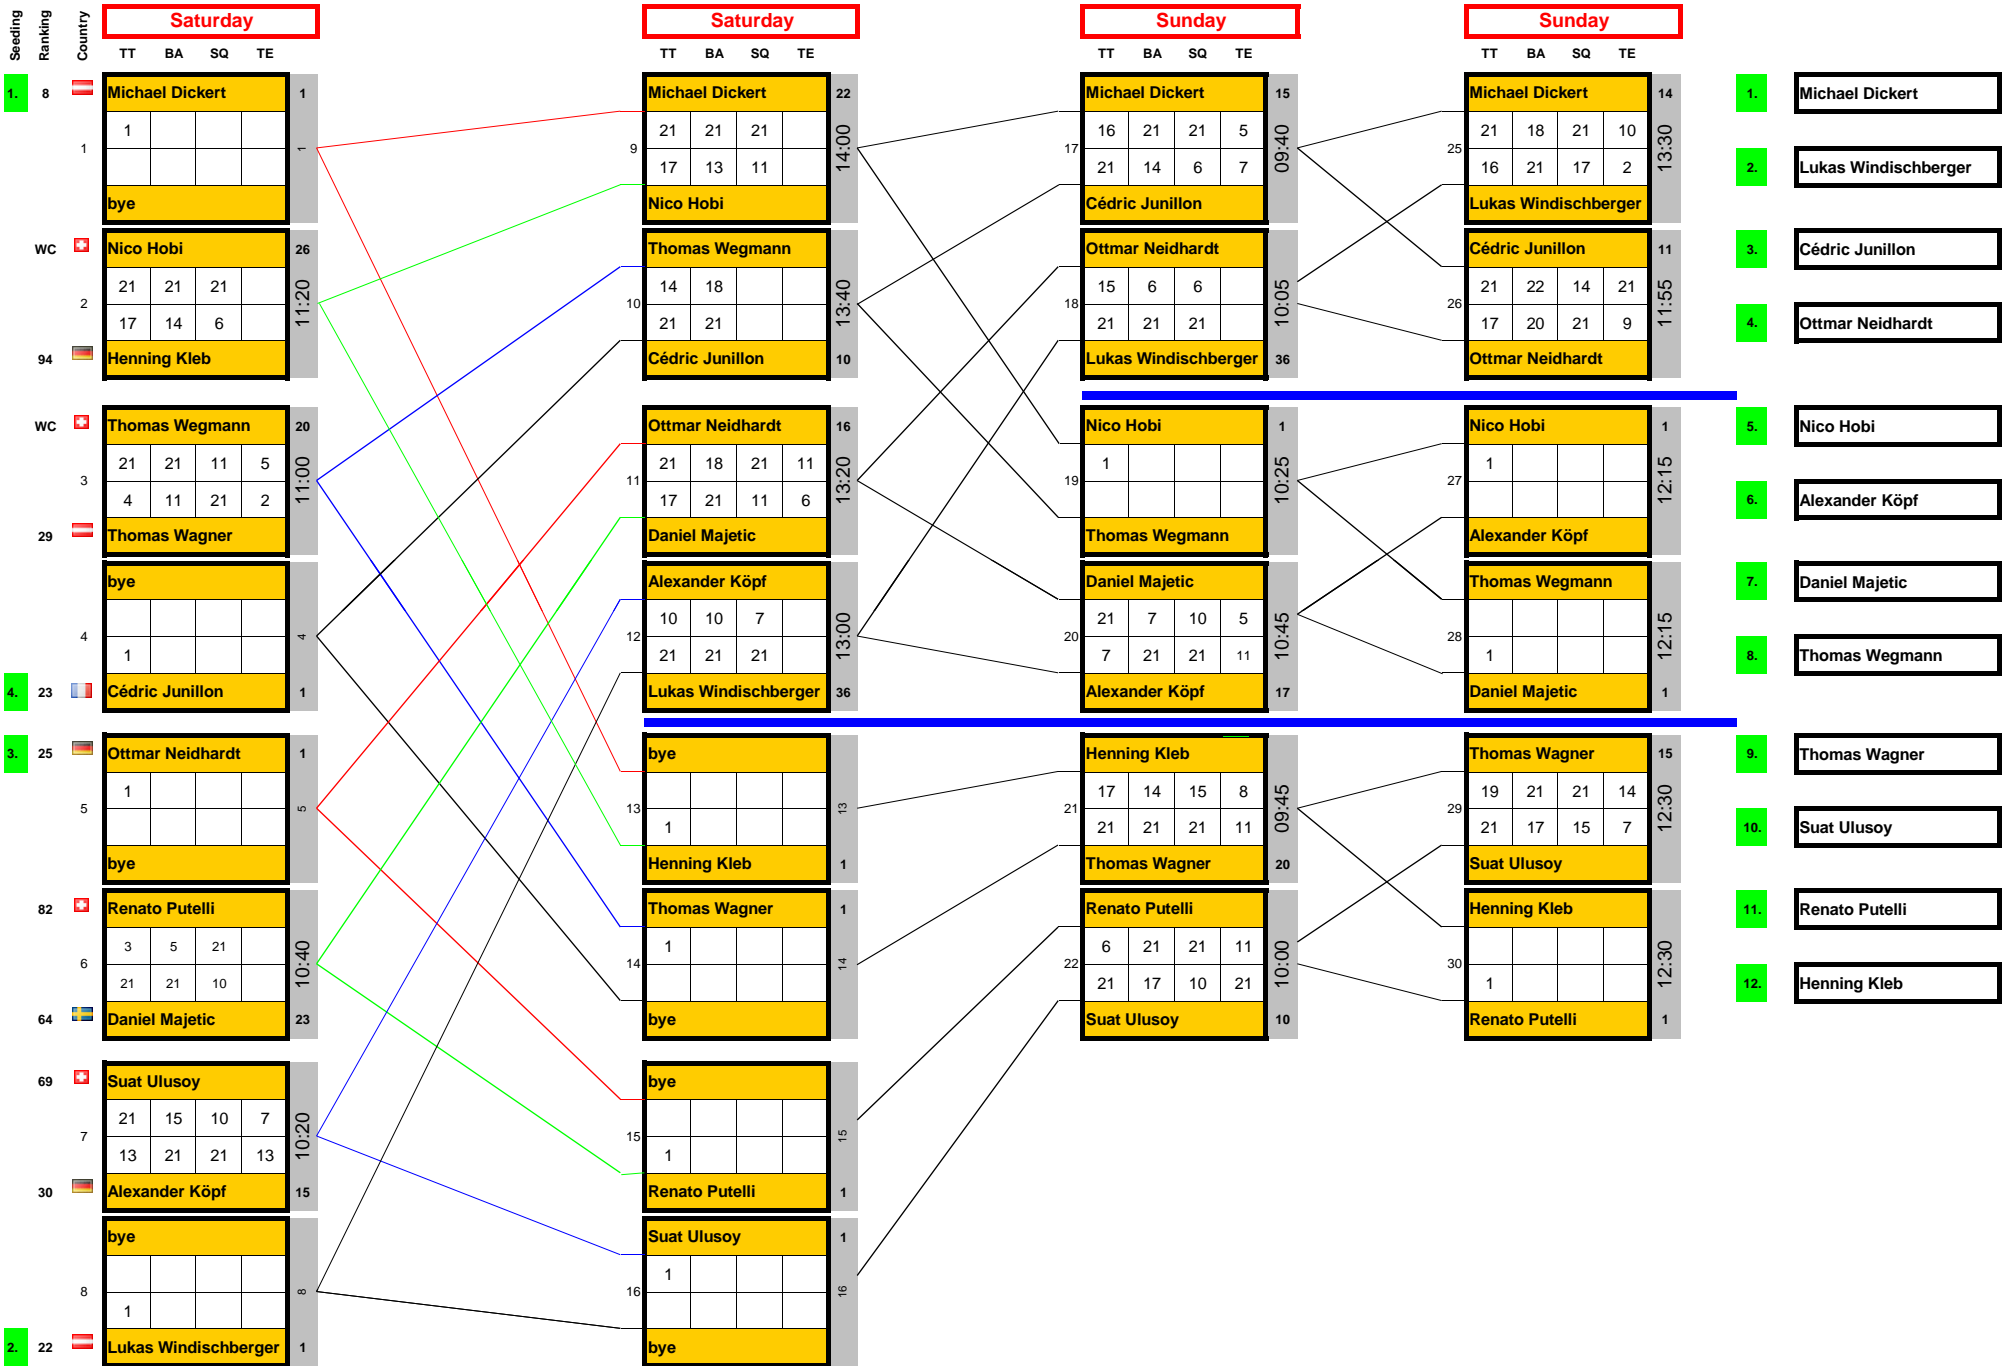 Seeding Ranking Country Saturday Saturday Sunday Sunday
TT BA SQ TE TT BA SQ TE TT BA SQ TE TT BA SQ TE
1. 8 Michael Dickert 1 Michael Dickert 22 Michael Dickert 15 Michael Dickert 14 1. Michael Dickert
1 21 21 21 16 21 21 5 21 18 21 10
1 1 9 14:00 17 09:40 25 13:30
17 13 11 21 14 6 7 16 21 17 2 2. Lukas Windischberger
bye Nico Hobi Cédric Junillon Lukas Windischberger
WC Nico Hobi 26 Thomas Wegmann Ottmar Neidhardt Cédric Junillon 11 3. Cédric Junillon
21 21 21 14 18 15 6 6 21 22 14 21
2 11:20 10 13:40 18 10:05 26 11:55
17 14 6 21 21 21 21 21 17 20 21 9 4. Ottmar Neidhardt
94 Henning Kleb Cédric Junillon 10 Lukas Windischberger 36 Ottmar Neidhardt
WC Thomas Wegmann 20 Ottmar Neidhardt 16 Nico Hobi 1 Nico Hobi 1 5. Nico Hobi
21 21 11 5 21 18 21 11 1 1
3 11:00 11 13:20 19 10:25 27 12:15
4 11 21 2 17 21 11 6 6. Alexander Köpf
29 Thomas Wagner Daniel Majetic Thomas Wegmann Alexander Köpf
bye Alexander Köpf Daniel Majetic Thomas Wegmann 7. Daniel Majetic
10 10 7 21 7 10 5
4 4 12 13:00 20 10:45 28 12:15
1 21 21 21 7 21 21 11 1 8. Thomas Wegmann
4. 23 Cédric Junillon 1 Lukas Windischberger 36 Alexander Köpf 17 Daniel Majetic 1
3. 25 Ottmar Neidhardt 1 bye Henning Kleb Thomas Wagner 15 9. Thomas Wagner
1 17 14 15 8 19 21 21 14
5 5 13 13 21 09:45 29 12:30
1 21 21 21 11 21 17 15 7 10. Suat Ulusoy
bye Henning Kleb 1 Thomas Wagner 20 Suat Ulusoy
82 Renato Putelli Thomas Wagner 1 Renato Putelli Henning Kleb 11. Renato Putelli
3 5 21 1 6 21 21 11
6 10:40 14 14 22 10:00 30 12:30
21 21 10 21 17 10 21 1 12. Henning Kleb
64 Daniel Majetic 23 bye Suat Ulusoy 10 Renato Putelli 1
69 Suat Ulusoy bye
21 15 10 7
7 10:20 15 15
13 21 21 13 1
30 Alexander Köpf 15 Renato Putelli 1
bye Suat Ulusoy 1
1
8 8 16 16
1
2. 22 Lukas Windischberger 1 bye